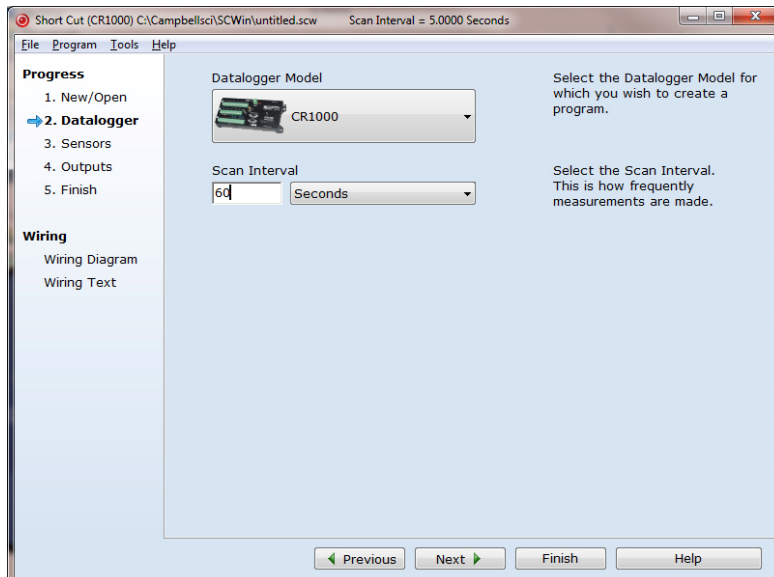 Short Cut (CR1000) C:\Campbellsci\SCWin\untitled.scw Scan Interval = 5.0000 Seconds
File Program Tools Help
Progress
1. New/Open
2. Datalogger
3. Sensors
4. Outputs
5. Finish
Wiring
Wiring Diagram
Wiring Text
Datalogger Model
CR1000
Select the Datalogger Model for
which you wish to create a
program.
Scan Interval
60
Seconds
Select the Scan Interval.
This is how frequently
measurements are made.
Previous Next Finish Help